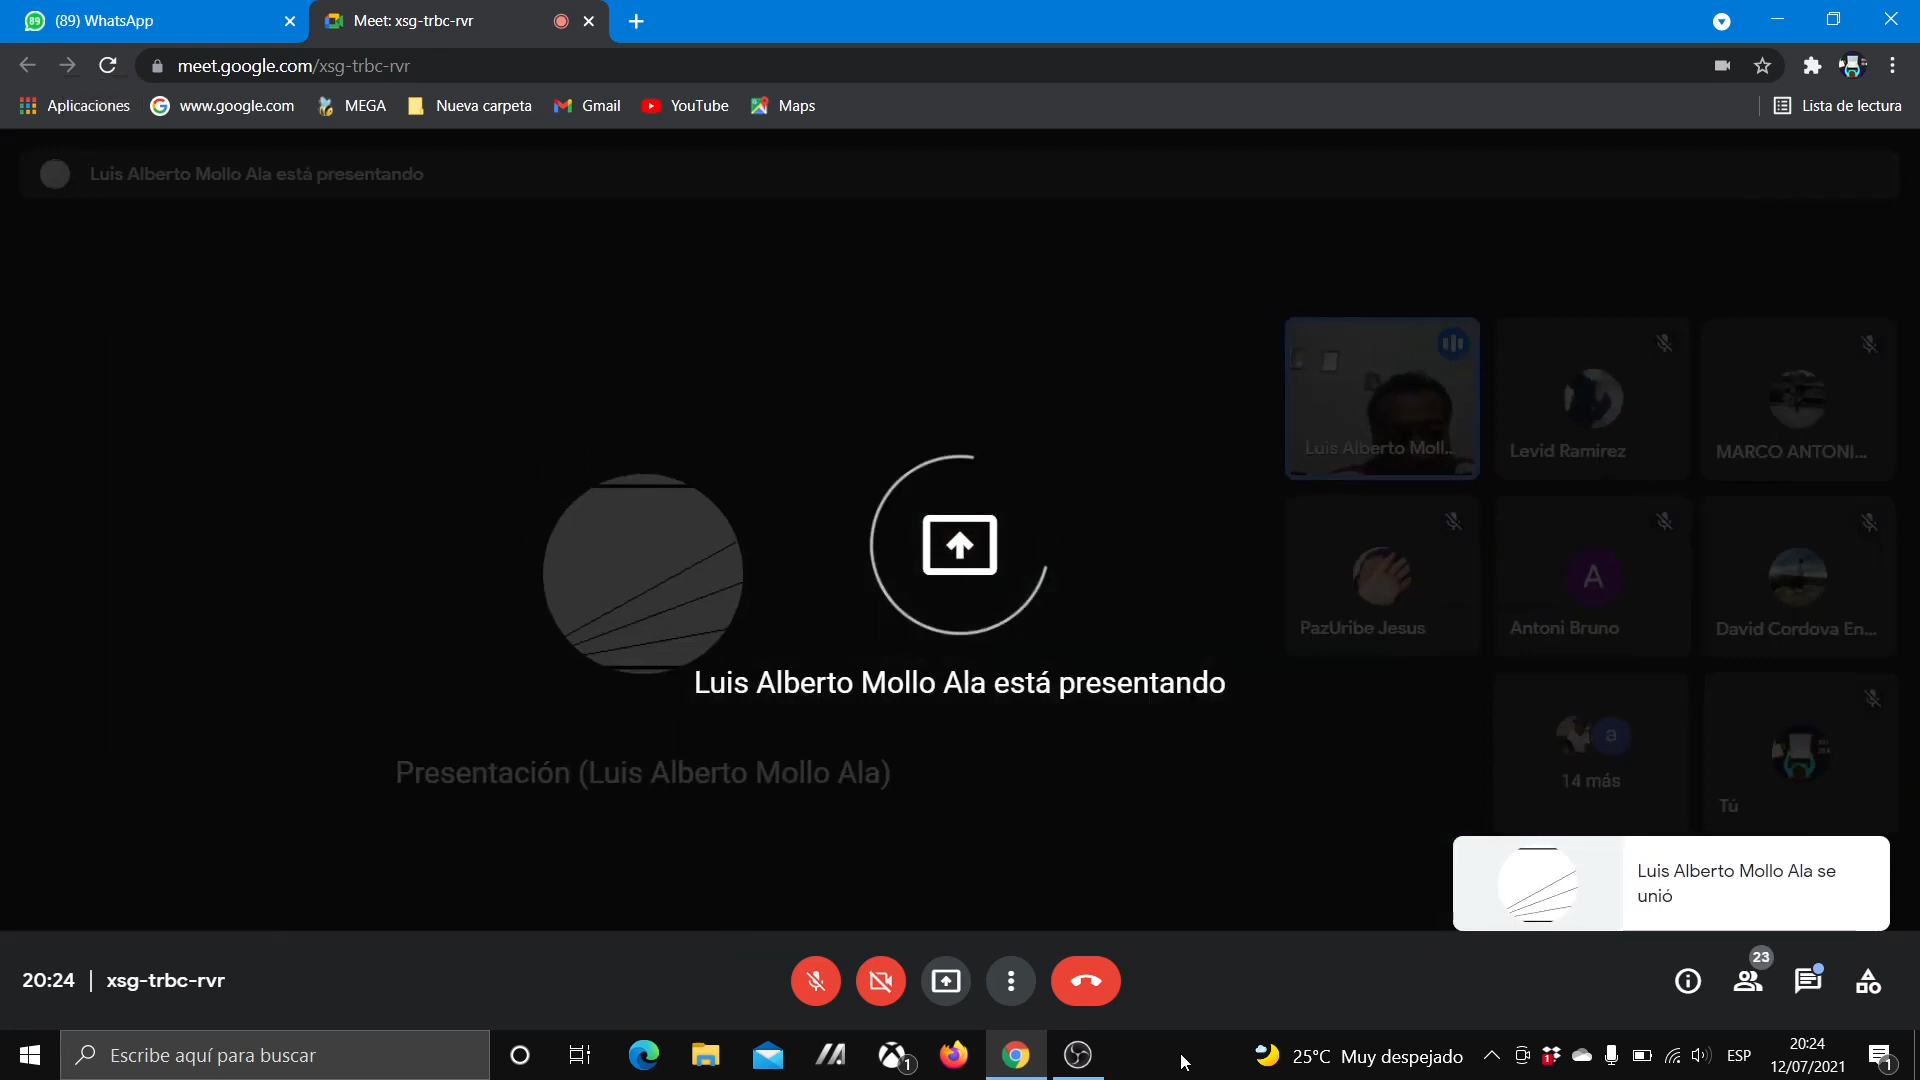 89
(89) WhatsApp
Meet: xsg-trbc-rvr
meet.google.com/xsg-trbc-rvr
Aplicaciones
www.google.com
MEGA
Nueva carpeta
Gmail
YouTube
Maps
Lista de lectura
Luis Alberto Mollo Ala está presentando
Luis Alberto Moll...
Levid Ramirez
MARCO ANTONI...
PazUribe Jesus
A
Antoni Bruno
David Cordova En...
Luis Alberto Mollo Ala está presentando
Presentación (Luis Alberto Mollo Ala)
a
14 más
Tú
Luis Alberto Mollo Ala se
unió
20:24 | xsg-trbc-rvr
23
Escribe aquí para buscar
1
25°C Muy despejado
1
ESP
20:24
12/07/2021
1